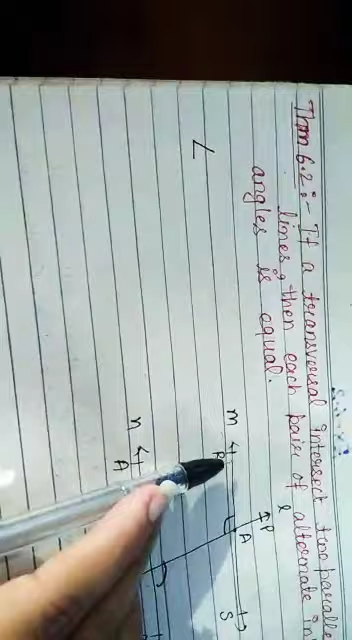 Thm 6.2 :- If a transversal intersect two paralle
lines, then each pair of alternate in
angles is equal.
l
P
m
R
A
S
n
A